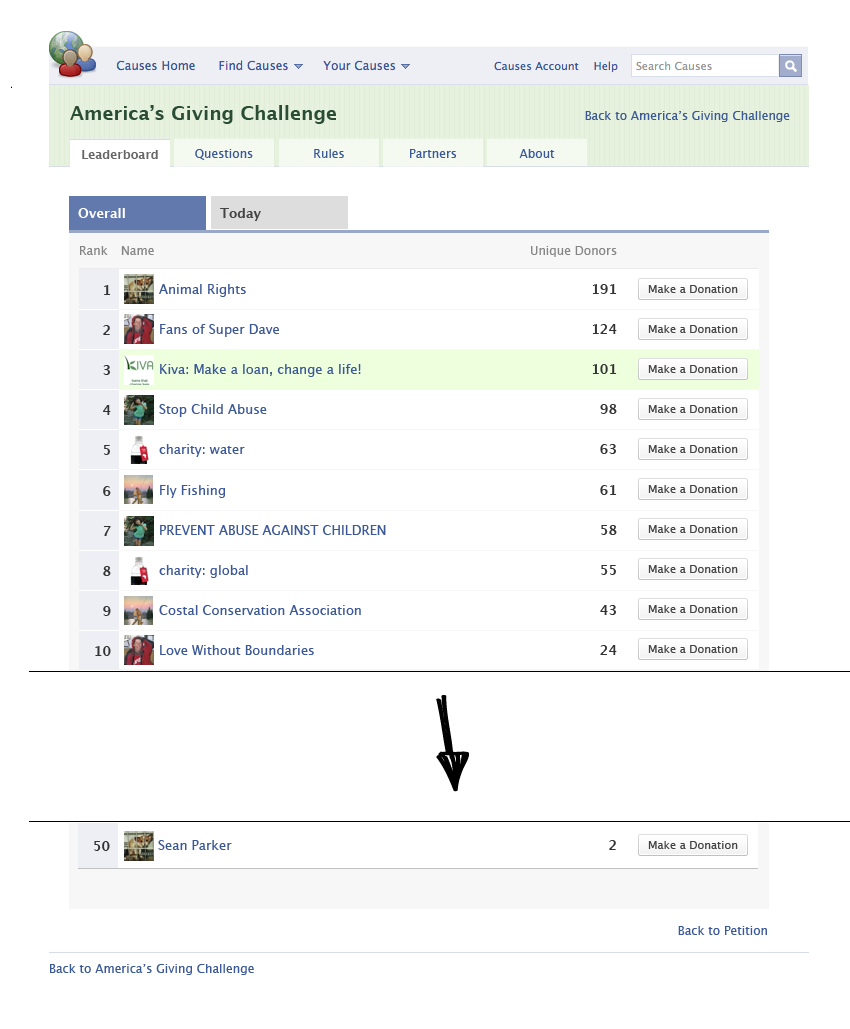 Causes Home Find Causes Your Causes Causes Account Help Search Causes
America's Giving Challenge Back to America's Giving Challenge
Leaderboard Questions Rules Partners About
Overall Today
Rank Name Unique Donors
1 Animal Rights 191 Make a Donation
2 Fans of Super Dave 124 Make a Donation
3 KIVA Kiva: Make a loan, change a life! 101 Make a Donation
4 Stop Child Abuse 98 Make a Donation
5 charity: water 63 Make a Donation
6 Fly Fishing 61 Make a Donation
7 PREVENT ABUSE AGAINST CHILDREN 58 Make a Donation
8 charity: global 55 Make a Donation
9 Costal Conservation Association 43 Make a Donation
10 Love Without Boundaries 24 Make a Donation
50 Sean Parker 2 Make a Donation
Back to Petition
Back to America's Giving Challenge